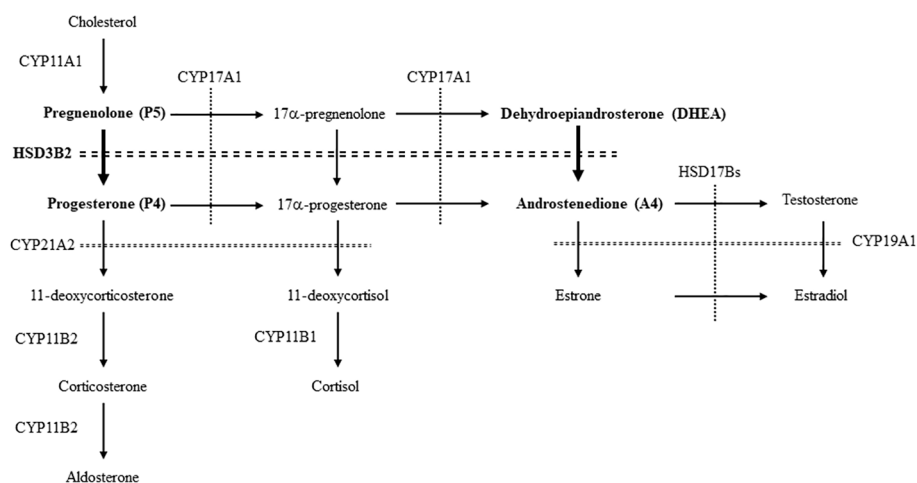 Cholesterol
CYP11A1
CYP17A1
CYP17A1
Pregnenolone (P5)
17α-pregnenolone
Dehydroepiandrosterone (DHEA)
HSD3B2
HSD17Bs
Progesterone (P4)
17α-progesterone
Androstenedione (A4)
Testosterone
CYP21A2
CYP19A1
11-deoxycorticosterone
11-deoxycortisol
Estrone
Estradiol
CYP11B2
CYP11B1
Corticosterone
Cortisol
CYP11B2
Aldosterone